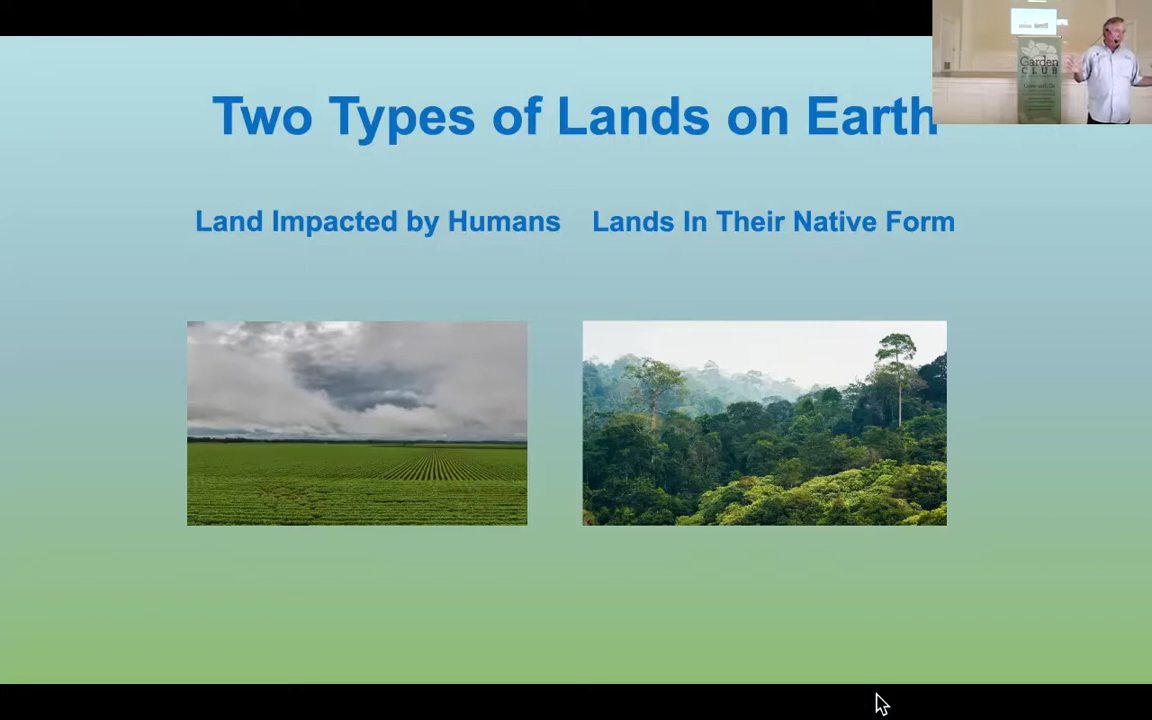 Two Types of Lands on Earth
Land Impacted by Humans
Lands In Their Native Form
Garden
CLUB